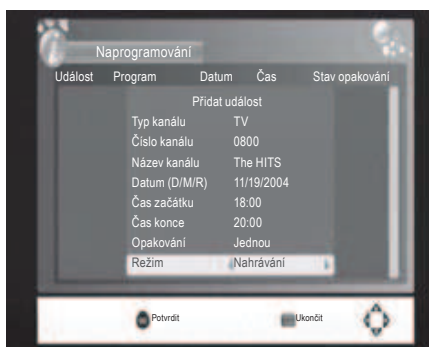 Naprogramování
Událost Program Datum Čas Stav opakování
Přidat událost
Typ kanálu TV
Číslo kanálu 0800
Název kanálu The HITS
Datum (D/M/R) 11/19/2004
Čas začátku 18:00
Čas konce 20:00
Opakování Jednou
Režim Nahrávání
Potvrdit Ukončit